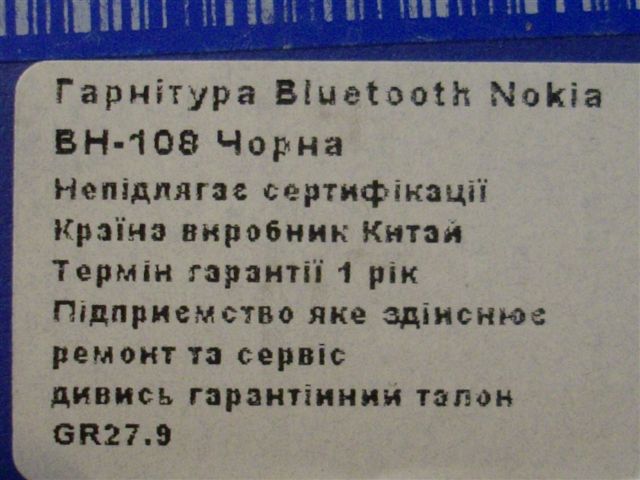 Гарнітура Bluetooth Nokia
BH-108 Чорна
Непідлягає сертифікації
Країна виробник Китай
Термін гарантії 1 рік
Підприємство яке здійснює
ремонт та сервіс
дивись гарантійний талон
GR27.9